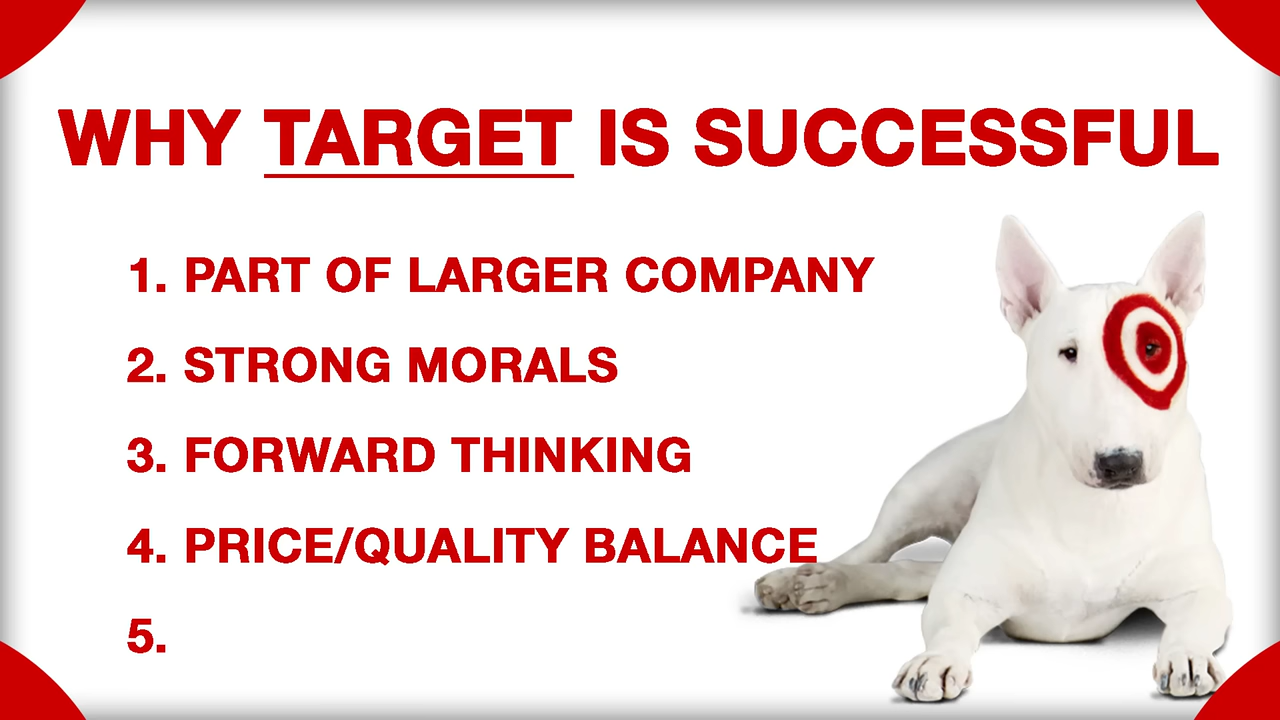 WHY TARGET IS SUCCESSFUL
1. PART OF LARGER COMPANY
2. STRONG MORALS
3. FORWARD THINKING
4. PRICE/QUALITY BALANCE
5.